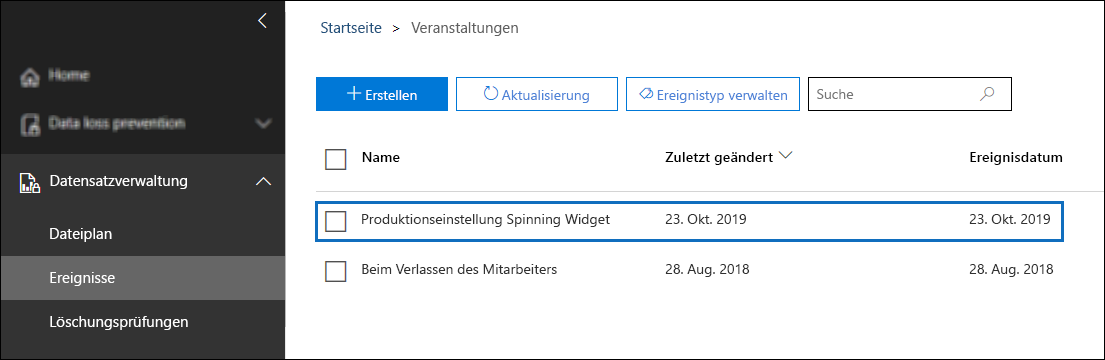 Startseite > Veranstaltungen
Home
Data loss prevention
Datensatzverwaltung
Dateiplan
Ereignisse
Löschungsprüfungen
Erstellen
Aktualisierung
Ereignistyp verwalten
Suche
Name Zuletzt geändert Ereignisdatum
Produktionseinstellung Spinning Widget 23. Okt. 2019 23. Okt. 2019
Beim Verlassen des Mitarbeiters 28. Aug. 2018 28. Aug. 2018